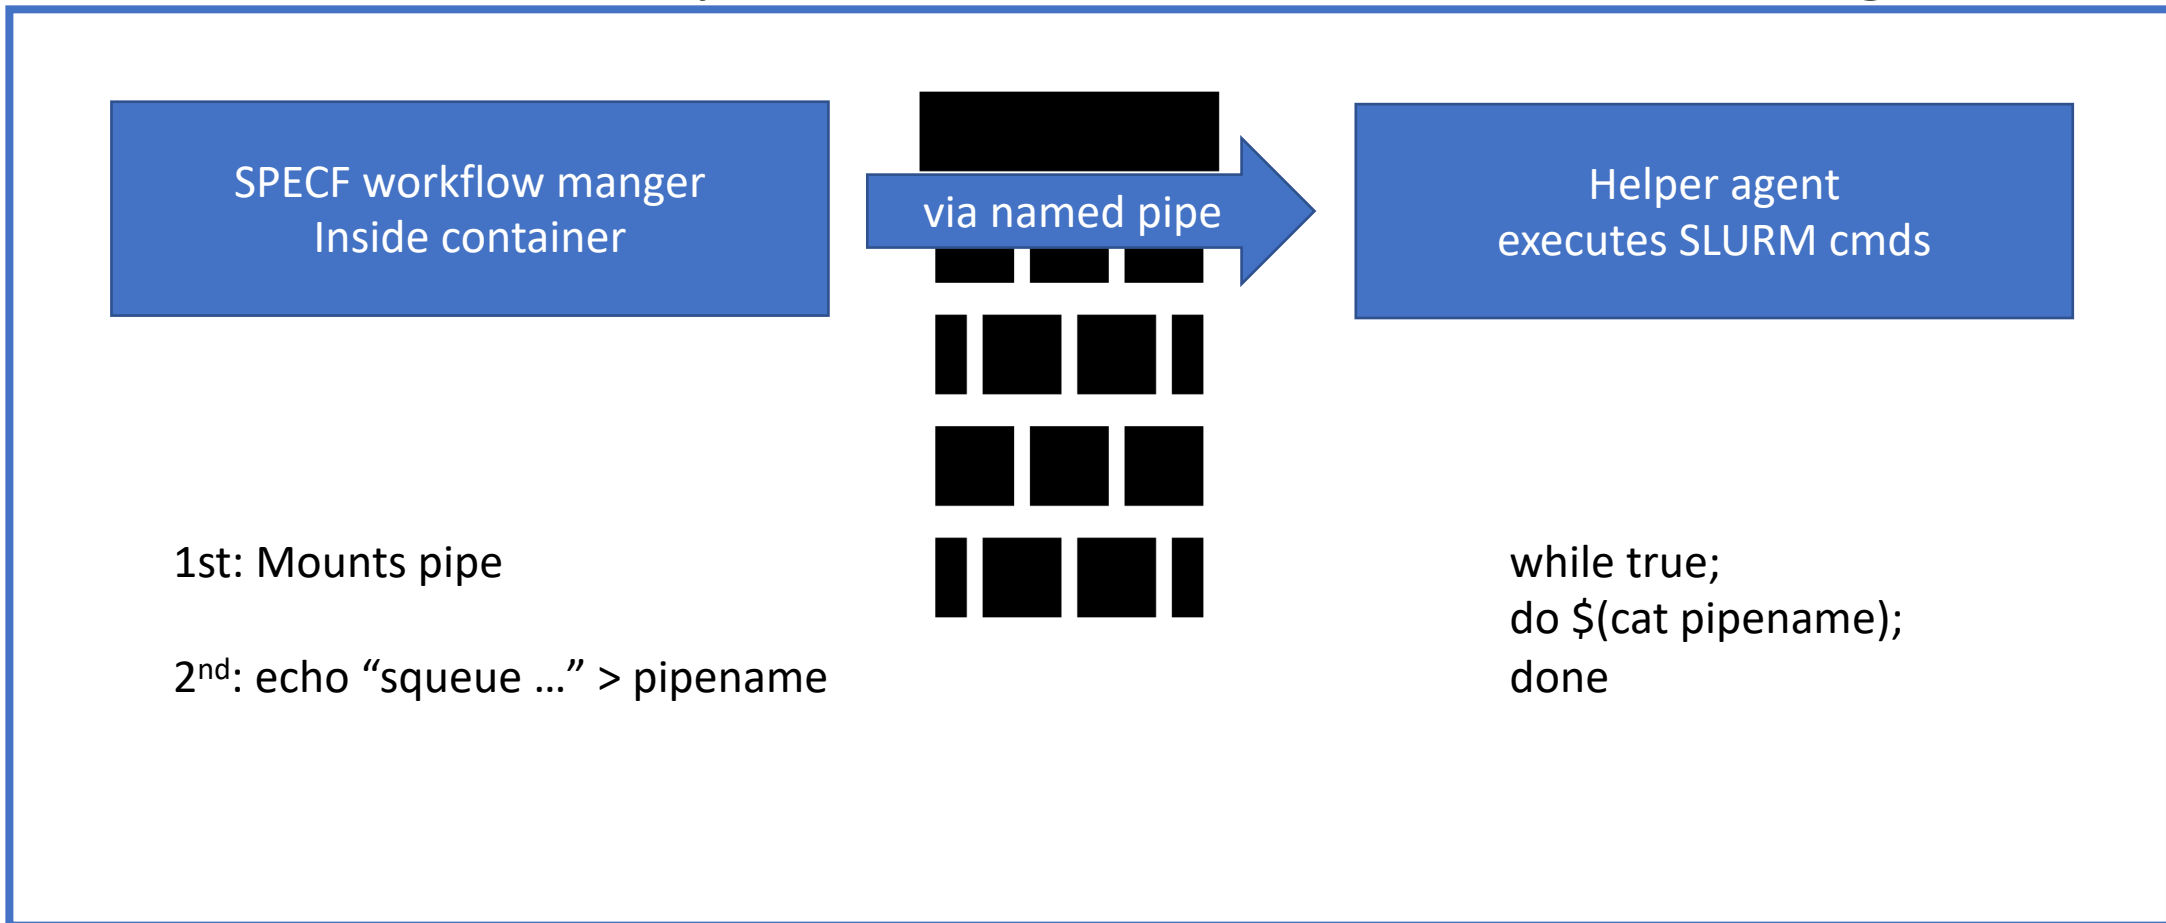 SPECF workflow manger
Inside container
via named pipe
Helper agent
executes SLURM cmds
1st: Mounts pipe
2nd: echo “squeue …” > pipename
while true;
do $(cat pipename);
done